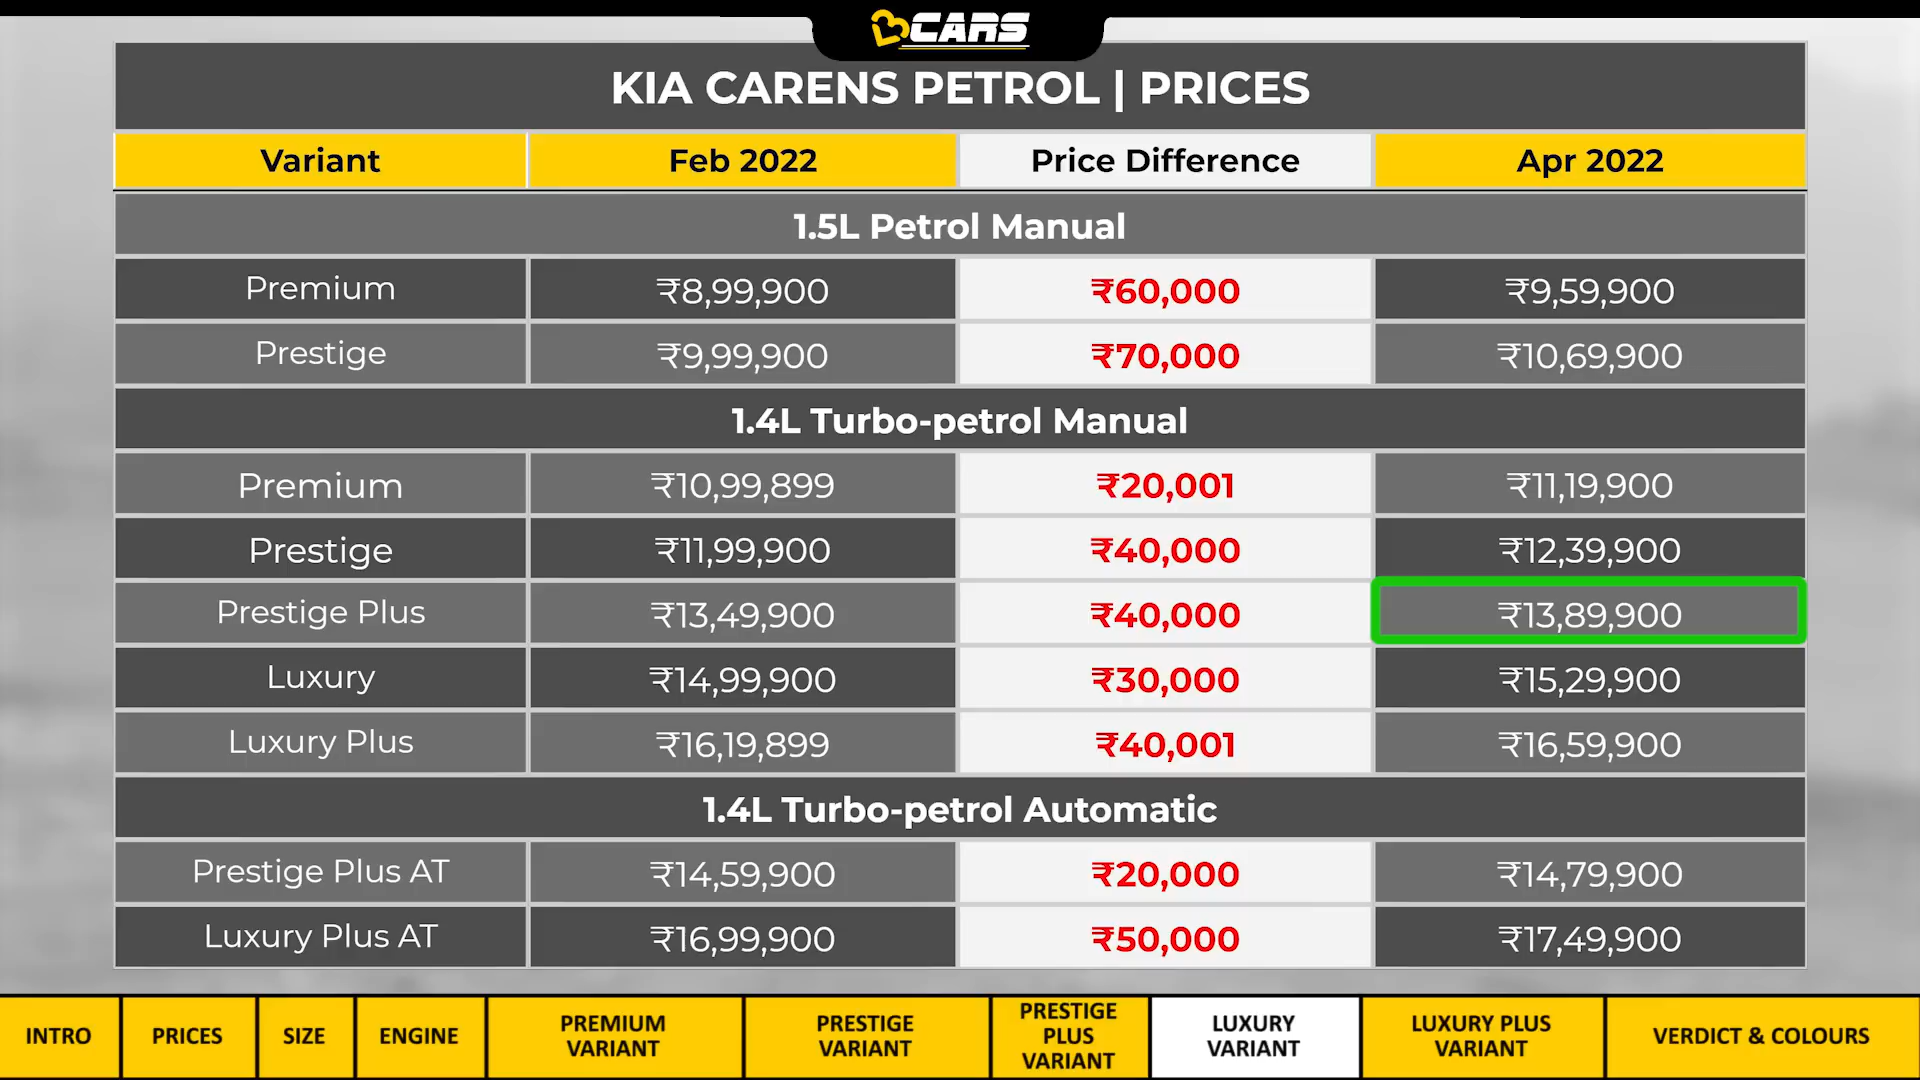 CARS
KIA CARENS PETROL | PRICES
Variant Feb 2022 Price Difference Apr 2022
1.5L Petrol Manual
Premium ₹8,99,900 ₹60,000 ₹9,59,900
Prestige ₹9,99,900 ₹70,000 ₹10,69,900
1.4L Turbo-petrol Manual
Premium ₹10,99,899 ₹20,001 ₹11,19,900
Prestige ₹11,99,900 ₹40,000 ₹12,39,900
Prestige Plus ₹13,49,900 ₹40,000 ₹13,89,900
Luxury ₹14,99,900 ₹30,000 ₹15,29,900
Luxury Plus ₹16,19,899 ₹40,001 ₹16,59,900
1.4L Turbo-petrol Automatic
Prestige Plus AT ₹14,59,900 ₹20,000 ₹14,79,900
Luxury Plus AT ₹16,99,900 ₹50,000 ₹17,49,900
INTRO
PRICES
SIZE
ENGINE
PREMIUM
VARIANT
PRESTIGE
VARIANT
PRESTIGE
PLUS
VARIANT
LUXURY
VARIANT
LUXURY PLUS
VARIANT
VERDICT & COLOURS